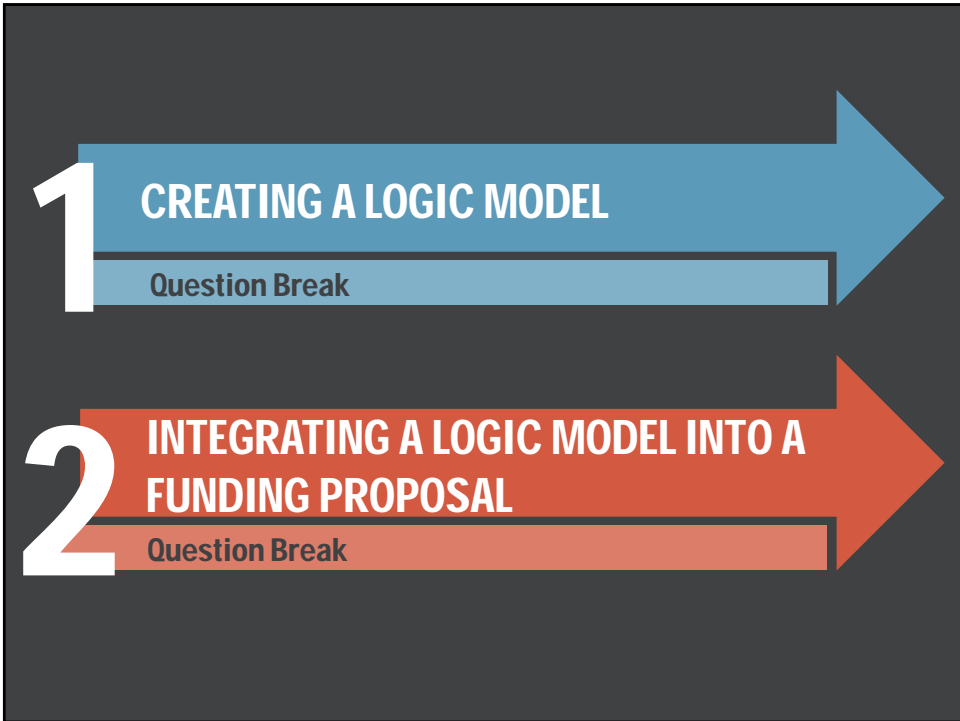 1
CREATING A LOGIC MODEL
Question Break
2
INTEGRATING A LOGIC MODEL INTO A
FUNDING PROPOSAL
Question Break